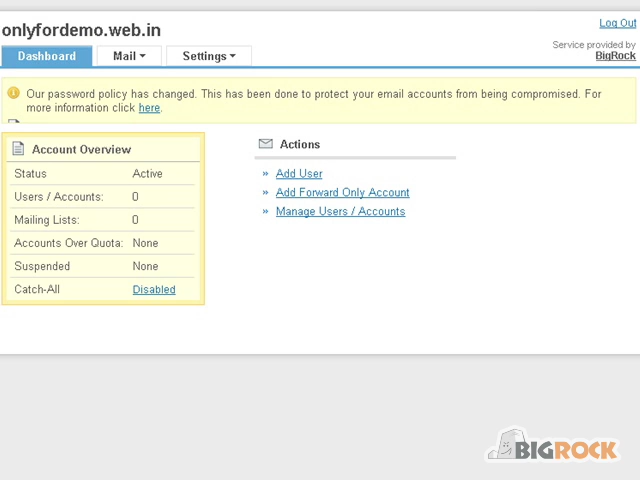 onlyfordemo.web.in
Log Out
Service provided by
BigRock
Dashboard
Mail
Settings
Our password policy has changed. This has been done to protect your email accounts from being compromised. For
more information click here.
Account Overview
Status Active
Users / Accounts: 0
Mailing Lists: 0
Accounts Over Quota: None
Suspended None
Catch-All Disabled
Actions
» Add User
» Add Forward Only Account
» Manage Users / Accounts
BIGROCK